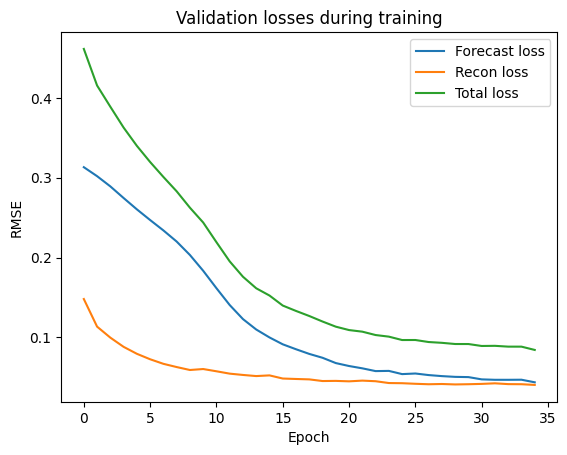 Validation losses during training
Forecast loss
Recon loss
Total loss
RMSE
0.4
0.3
0.2
0.1
0 5 10 15 20 25 30 35
Epoch